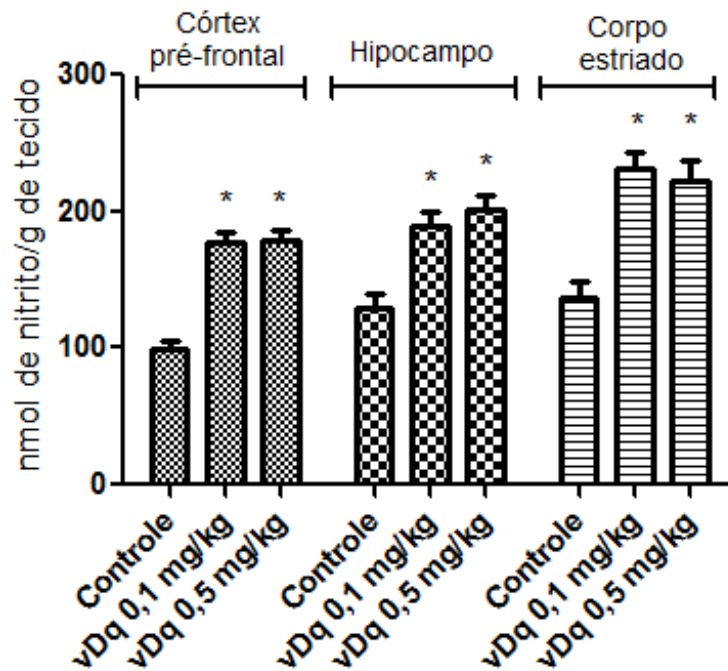 Córtex
pré-frontal
Hipocampo
Corpo
estriado
nmol de nitrito/g de tecido
300
200
100
0
* * * * * *
Controle
vDq 0,1 mg/kg
vDq 0,5 mg/kg
Controle
vDq 0,1 mg/kg
vDq 0,5 mg/kg
Controle
vDq 0,1 mg/kg
vDq 0,5 mg/kg